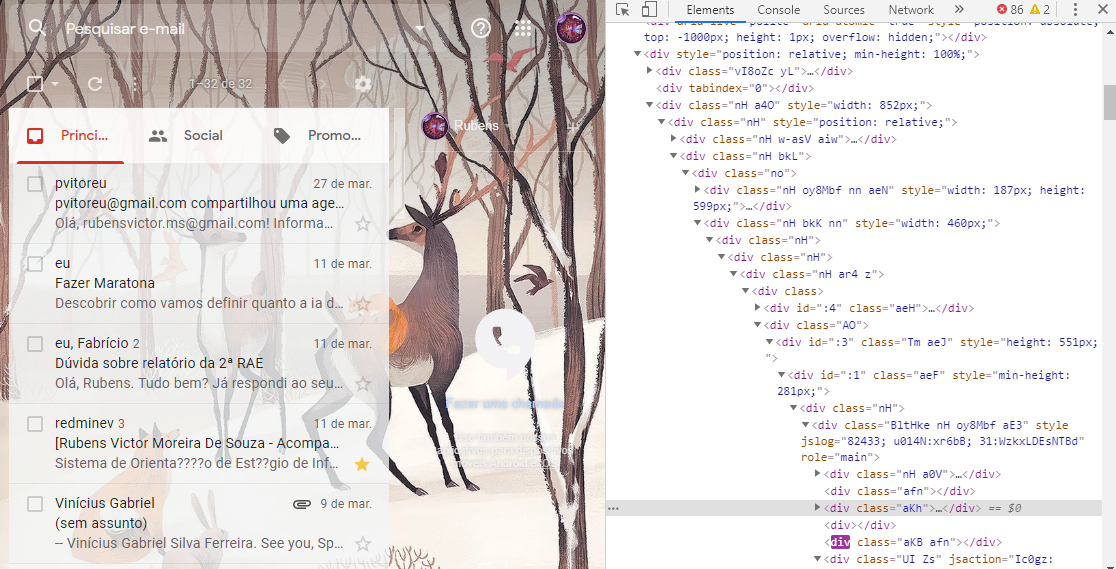 Pesquisar e-mail
1–32 de 32
Princi...
Social
Promo...
Rubens
pvitoreu
27 de mar.
pvitoreu@gmail.com compartilhou uma age...
Olá, rubensvictor.ms@gmail.com! Informa...
eu
11 de mar.
Fazer Maratona
Descobrir como vamos definir quanto a ia d...
eu, Fabrício 2
11 de mar.
Dúvida sobre relatório da 2ª RAE
Olá, Rubens. Tudo bem? Já respondi ao seu...
redminev 3
11 de mar.
[Rubens Victor Moreira De Souza - Acompa...
Sistema de Orienta????o de Est??gio de Inf...
Vinícius Gabriel
9 de mar.
(sem assunto)
-- Vinícius Gabriel Silva Ferreira. See you, Sp...
Fazer uma chamada
Elements
Console
Sources
Network
»
86
2
top: -1000px; height: 1px; overflow: hidden;"></div>
<div style="position: relative; min-height: 100%;">
<div class="vI8oZc yL">…</div>
<div tabindex="0"></div>
<div class="nH a4O" style="width: 852px;">
<div class="nH" style="position: relative;">
<div class="nH w-asV aiw">…</div>
<div class="nH bkL">
<div class="no">
<div class="nH oy8Mbf nn aeN" style="width: 187px; height:
599px;">…</div>
<div class="nH bkK nn" style="width: 460px;">
<div class="nH">
<div class="nH">
<div class="nH ar4 z">
<div class>
<div id=":4" class="aeH">…</div>
<div class="AO">
<div id=":3" class="Tm aeJ" style="height: 551px;
">
<div id=":1" class="aeF" style="min-height:
281px;">
<div class="nH">
<div class="BltHke nH oy8Mbf aE3" style
jslog="82433; u014N:xr6bB; 31:WzkxLDEsNTBd"
role="main">
<div class="nH a0V">…</div>
<div class="afn"></div>
<div class="aKh">…</div> == $0
<div></div>
<div class="aKB afn"></div>
<div class="UI Zs" jsaction="Ic0gz: